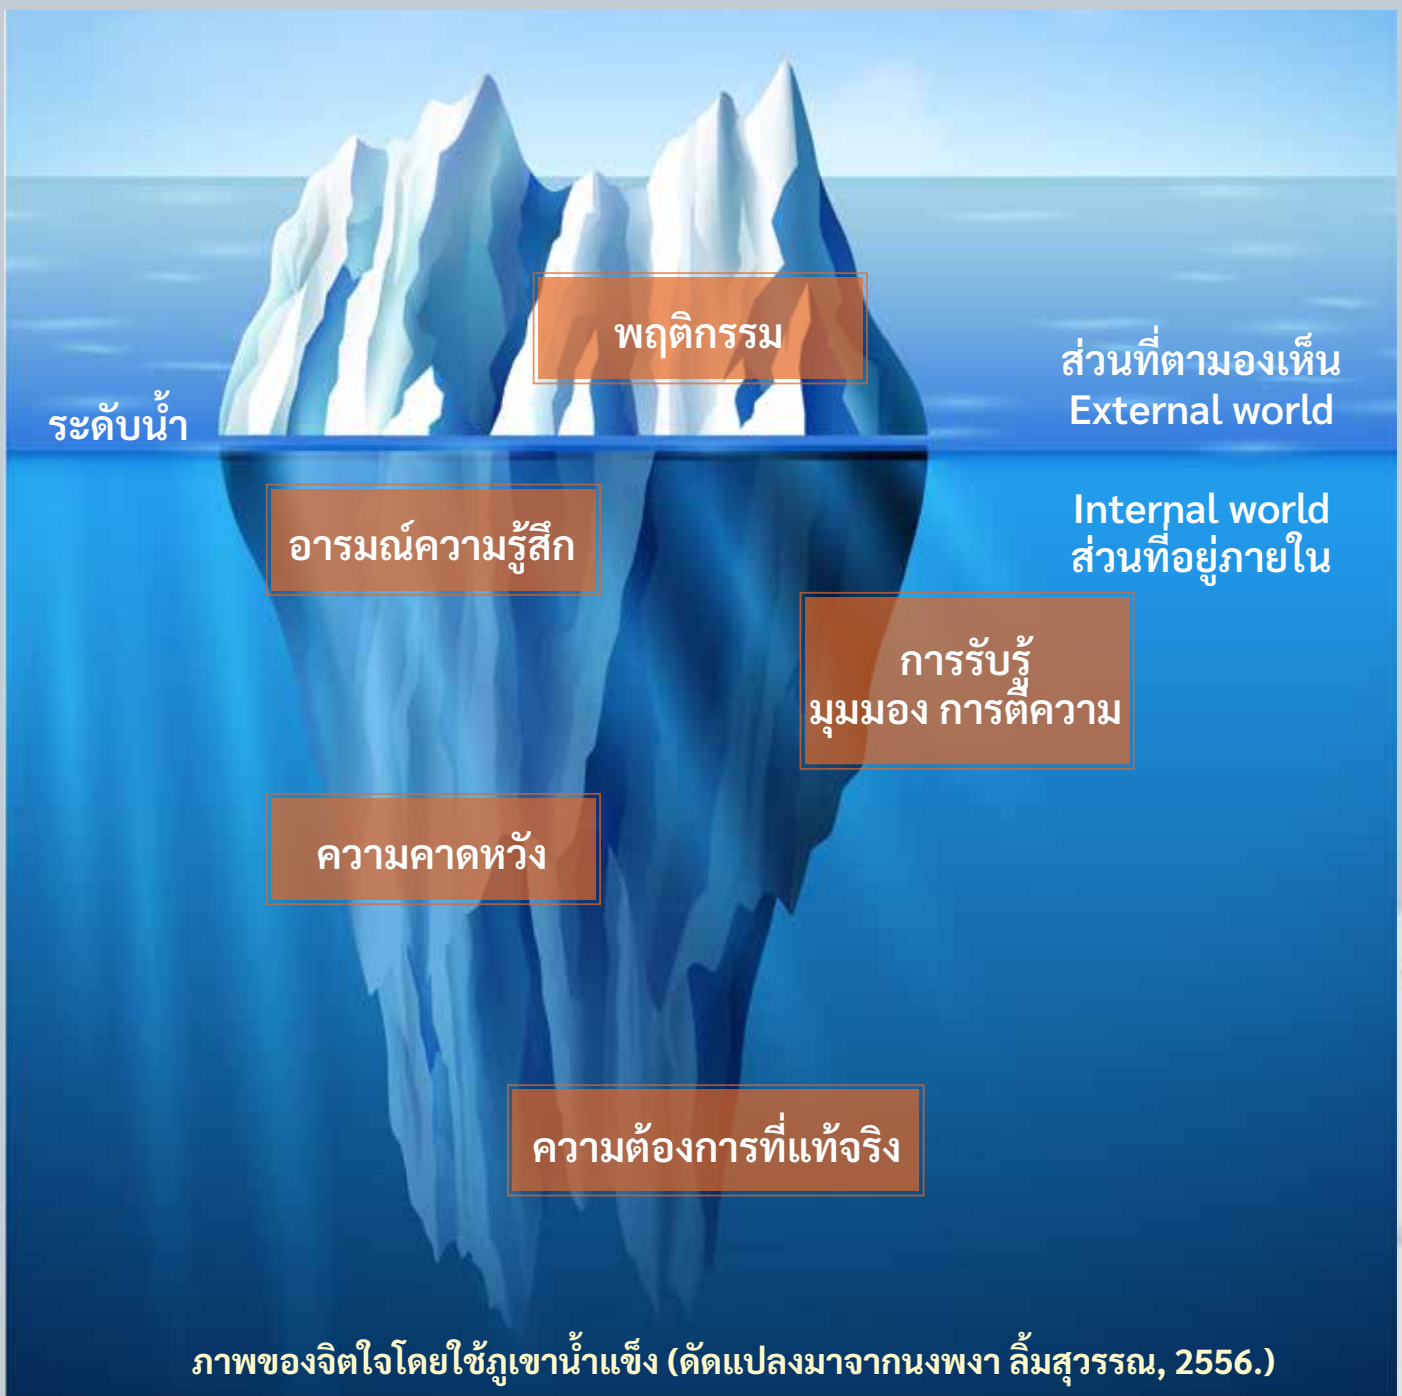 พฤติกรรม
ส่วนที่ตามองเห็น
External world
ระดับน้ำ
Internal world
ส่วนที่อยู่ภายใน
อารมณ์ความรู้สึก
การรับรู้
มุมมอง การตีความ
ความคาดหวัง
ความต้องการที่แท้จริง
ภาพของจิตใจโดยใช้ภูเขาน้ำแข็ง (ดัดแปลงมาจากนงพงา ลิ้มสุวรรณ, 2556.)